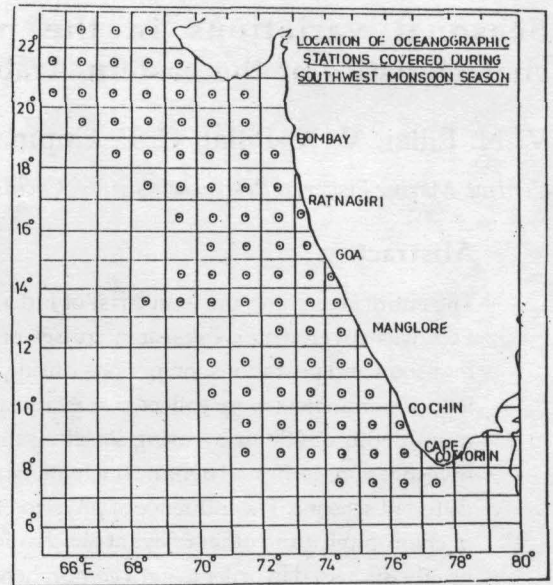 LOCATION OF OCEANOGRAPHIC
STATIONS COVERED DURING
SOUTHWEST MONSOON SEASON
22°
20°
BOMBAY
18°
RATNAGIRI
16°
GOA
14°
MANGLORE
12°
COCHIN
10°
CAPE
COMORIN
8°
6°
66°E 68° 70° 72° 74° 76° 78° 80°